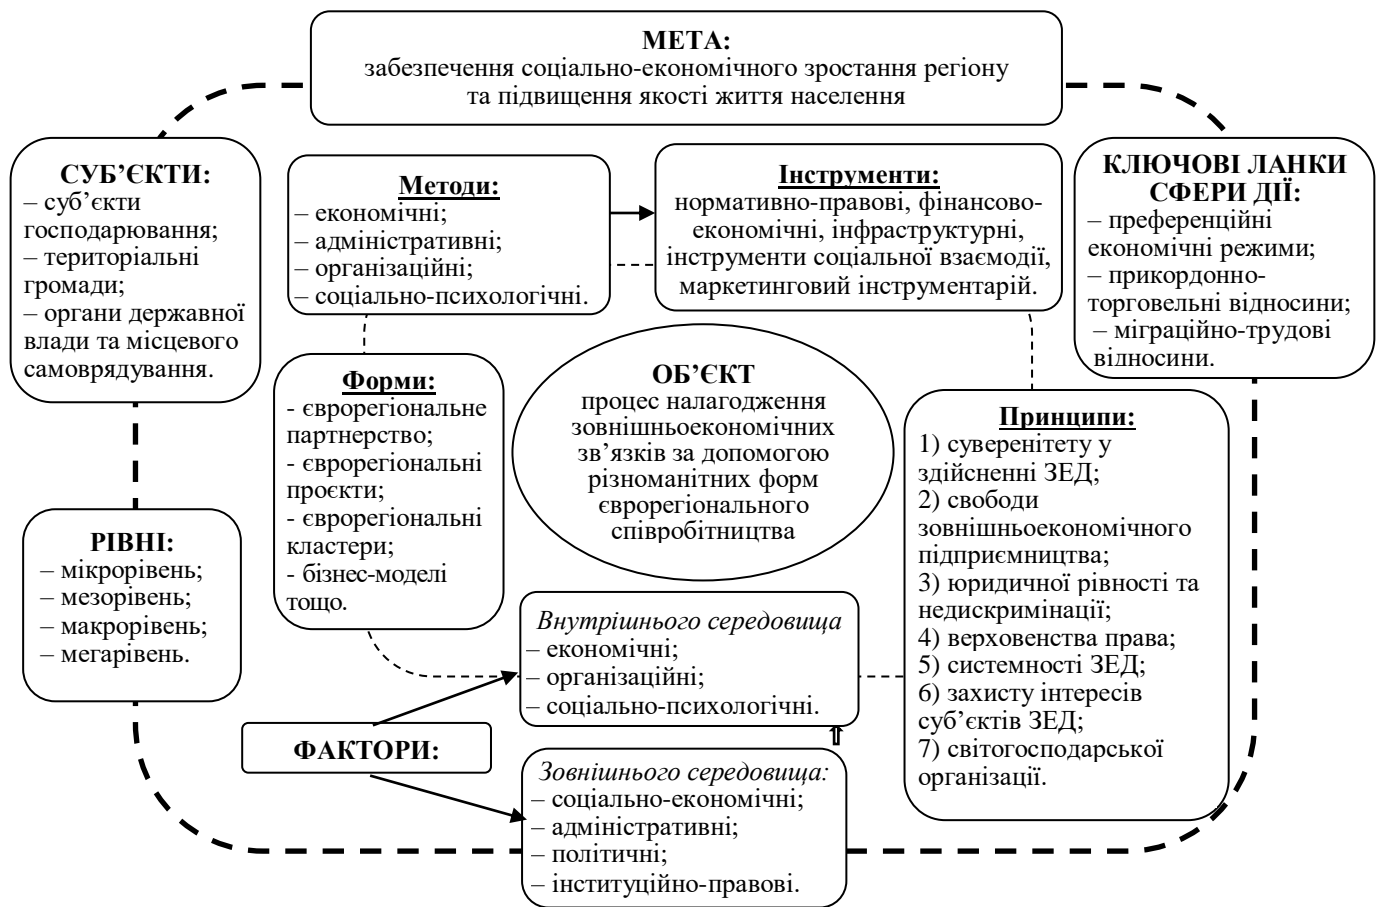 МЕТА:
забезпечення соціально-економічного зростання регіону
та підвищення якості життя населення
СУБ’ЄКТИ:
– суб’єкти
господарювання;
– територіальні
громади;
– органи державної
влади та місцевого
самоврядування.
Методи:
– економічні;
– адміністративні;
– організаційні;
– соціально-психологічні.
Інструменти:
нормативно-правові, фінансово-
економічні, інфраструктурні,
інструменти соціальної взаємодії,
маркетинговий інструментарій.
КЛЮЧОВІ ЛАНКИ
СФЕРИ ДІЇ:
– преференційні
економічні режими;
– прикордонно-
торговельні відносини;
– міграційно-трудові
відносини.
Форми:
- єврорегіональне
партнерство;
- єврорегіональні
проєкти;
- єврорегіональні
кластери;
- бізнес-моделі
тощо.
ОБ’ЄКТ
процес налагодження
зовнішньоекономічних
зв’язків за допомогою
різноманітних форм
єврорегіонального
співробітництва
Принципи:
1) суверенітету у
здійсненні ЗЕД;
2) свободи
зовнішньоекономічного
підприємництва;
3) юридичної рівності та
недискримінації;
4) верховенства права;
5) системності ЗЕД;
6) захисту інтересів
суб’єктів ЗЕД;
7) світогосподарської
організації.
РІВНІ:
– мікрорівень;
– мезорівень;
– макрорівень;
– мегарівень.
Внутрішнього середовища
– економічні;
– організаційні;
– соціально-психологічні.
ФАКТОРИ:
Зовнішнього середовища:
– соціально-економічні;
– адміністративні;
– політичні;
– інституційно-правові.